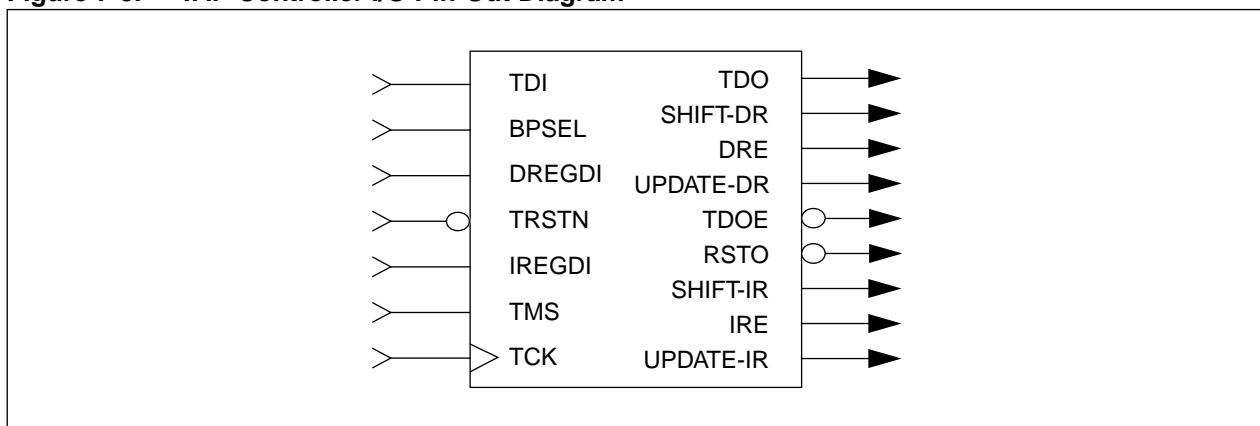 TDI
BPSEL
DREGDI
TRSTN
IREGDI
TMS
TCK
TDO
SHIFT-DR
DRE
UPDATE-DR
TDOE
RSTO
SHIFT-IR
IRE
UPDATE-IR